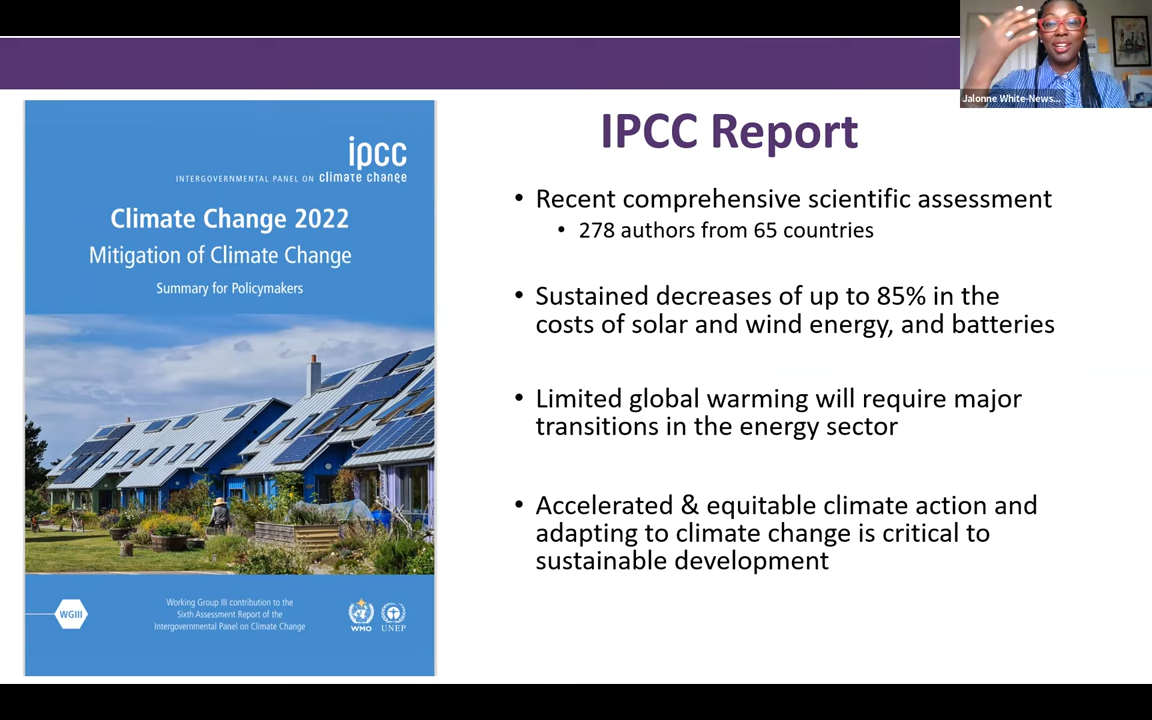 Jalonne White-News...
IPCC Report
ipcc
INTERGOVERNMENTAL PANEL ON climate change
Climate Change 2022
Mitigation of Climate Change
Summary for Policymakers
WGIII
Working Group III contribution to the
Sixth Assessment Report of the
Intergovernmental Panel on Climate Change
WMO
UNEP
• Recent comprehensive scientific assessment
• 278 authors from 65 countries
• Sustained decreases of up to 85% in the
costs of solar and wind energy, and batteries
• Limited global warming will require major
transitions in the energy sector
• Accelerated & equitable climate action and
adapting to climate change is critical to
sustainable development